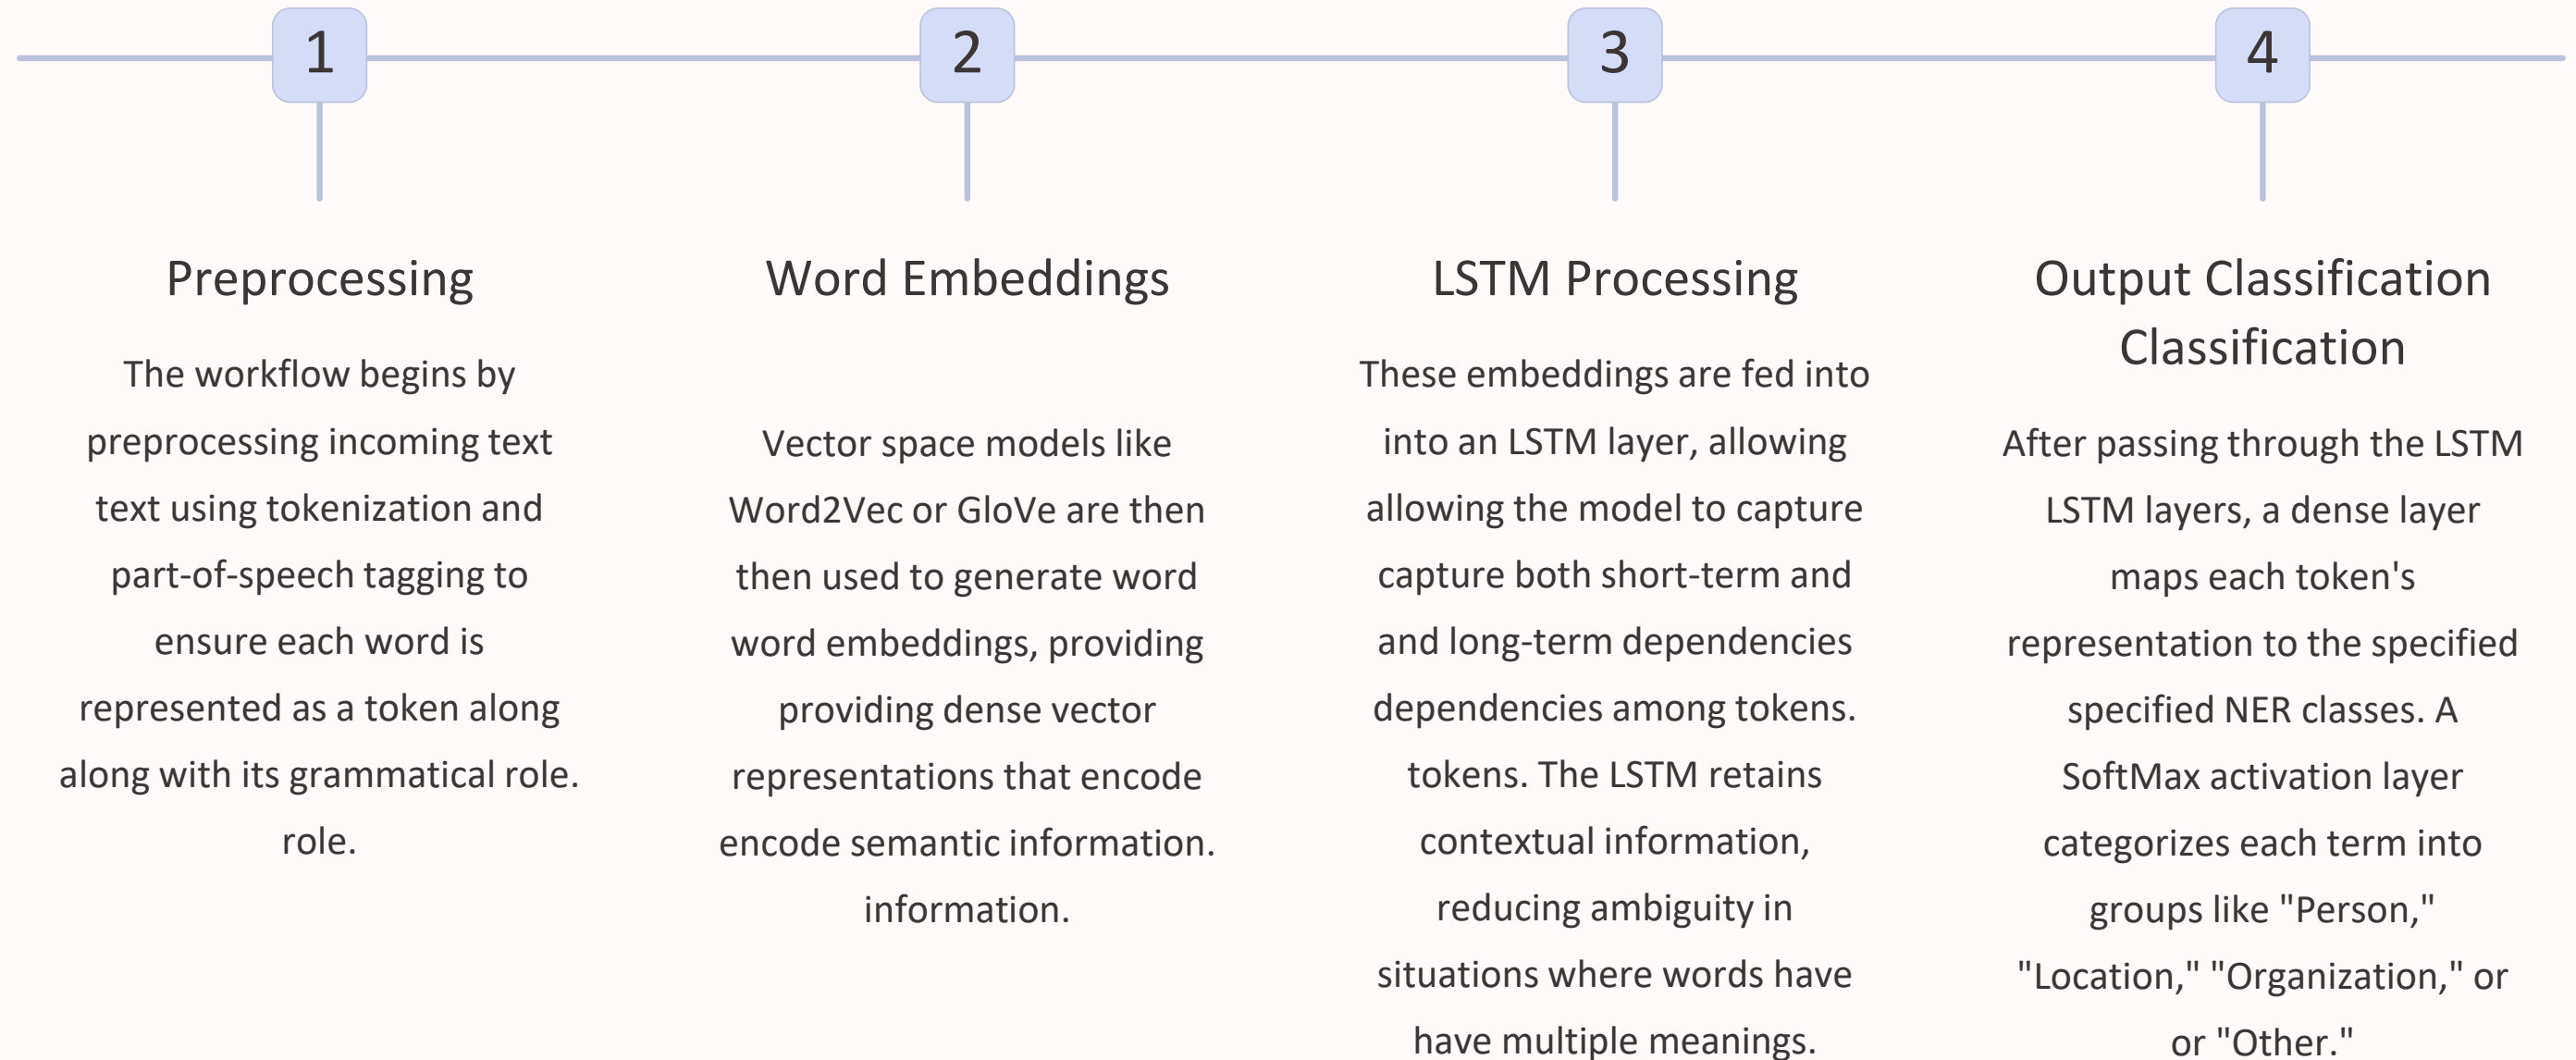 1
2
3
4
Preprocessing
The workflow begins by
preprocessing incoming text
text using tokenization and
part-of-speech tagging to
ensure each word is
represented as a token along
along with its grammatical role.
role.
Word Embeddings
Vector space models like
Word2Vec or GloVe are then
then used to generate word
word embeddings, providing
providing dense vector
representations that encode
encode semantic information.
information.
LSTM Processing
These embeddings are fed into
into an LSTM layer, allowing
allowing the model to capture
capture both short-term and
and long-term dependencies
dependencies among tokens.
tokens. The LSTM retains
contextual information,
reducing ambiguity in
situations where words have
have multiple meanings.
Output Classification
Classification
After passing through the LSTM
LSTM layers, a dense layer
maps each token's
representation to the specified
specified NER classes. A
SoftMax activation layer
categorizes each term into
groups like "Person,"
"Location," "Organization," or
or "Other."